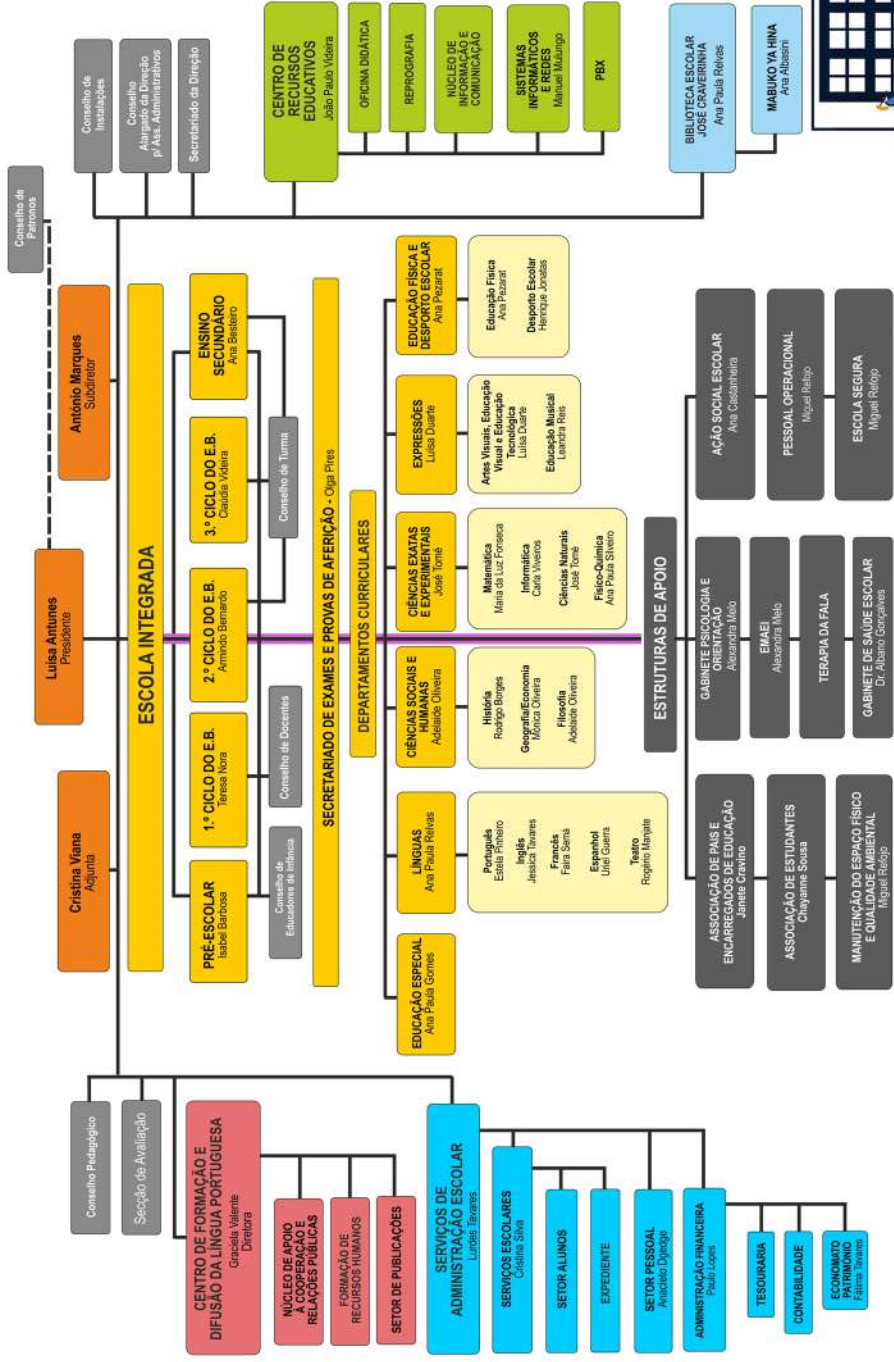 Conselho de
Patronos
Luísa Antunes
Presidente
Cristina Viana
Adjunta
António Marques
Subdiretor
Conselho Pedagógico
Secção de Avaliação
CENTRO DE FORMAÇÃO E
DIFUSÃO DA LÍNGUA PORTUGUESA
Graciela Valente
Diretora
NÚCLEO DE APOIO
À COOPERAÇÃO E
RELAÇÕES PÚBLICAS
FORMAÇÃO DE
RECURSOS HUMANOS
SETOR DE PUBLICAÇÕES
SERVIÇOS DE
ADMINISTRAÇÃO ESCOLAR
Lurdes Tavares
SERVIÇOS ESCOLARES
Cristina Silva
SETOR ALUNOS
EXPEDIENTE
SETOR PESSOAL
Anacleto Dgedge
ADMINISTRAÇÃO FINANCEIRA
Paulo Lopes
TESOURARIA
CONTABILIDADE
ECONOMATO
PATRIMÓNIO
Fátima Tavares
ESCOLA INTEGRADA
PRÉ-ESCOLAR
Isabel Barbosa
1.º CICLO DO E.B.
Teresa Nora
2.º CICLO DO E.B.
Armindo Bernardo
3.º CICLO DO E.B.
Claúdia Videira
ENSINO
SECUNDÁRIO
Ana Besteiro
Conselho de
Educadores de Infância
Conselho de Docentes
Conselho de Turma
SECRETARIADO DE EXAMES E PROVAS DE AFERIÇÃO - Olga Pires
DEPARTAMENTOS CURRICULARES
EDUCAÇÃO ESPECIAL
Ana Paula Gomes
LÍNGUAS
Ana Paula Relvas
Português
Estela Pinheiro
Inglês
Jessica Tavares
Francês
Faira Semá
Espanhol
Uriel Guerra
Teatro
Rogério Manjate
CIÊNCIAS SOCIAIS E
HUMANAS
Adelaide Oliveira
História
Rodrigo Borges
Geografia/Economia
Mónica Oliveira
Filosofia
Adelaide Oliveira
CIÊNCIAS EXATAS
E EXPERIMENTAIS
José Tomé
Matemática
Maria da Luz Fonseca
Informática
Carla Viveiros
Ciências Naturais
José Tomé
Físico-Química
Ana Paula Silveiro
EXPRESSÕES
Luísa Duarte
Artes Visuais, Educação
Visual e Educação
Tecnológica
Luísa Duarte
Educação Musical
Leandra Reis
EDUCAÇÃO FÍSICA E
DESPORTO ESCOLAR
Ana Pezarat
Educação Física
Ana Pezarat
Desporto Escolar
Henrique Jonatas
ESTRUTURAS DE APOIO
ASSOCIAÇÃO DE PAIS E
ENCARREGADOS DE EDUCAÇÃO
Janete Cravino
ASSOCIAÇÃO DE ESTUDANTES
Chayanne Sousa
MANUTENÇÃO DO ESPAÇO FÍSICO
E QUALIDADE AMBIENTAL
Miguel Refojo
GABINETE PSICOLOGIA E
ORIENTAÇÃO
Alexandra Melo
EMAEI
Alexandra Melo
TERAPIA DA FALA
GABINETE DE SAÚDE ESCOLAR
Dr. Albano Gonçalves
AÇÃO SOCIAL ESCOLAR
Ana Castanheira
PESSOAL OPERACIONAL
Miguel Refojo
ESCOLA SEGURA
Miguel Refojo
Conselho de
Instalações
Conselho
Alargado da Direção
p/ Ass. Administrativos
Secretariado da Direção
CENTRO DE
RECURSOS
EDUCATIVOS
João Paulo Videira
OFICINA DIDÁTICA
REPROGRAFIA
NÚCLEO DE
INFORMAÇÃO E
COMUNICAÇÃO
SISTEMAS
INFORMÁTICOS
E REDES
Manuel Mulungo
PBX
BIBLIOTECA ESCOLAR
JOSÉ CRAVEIRINHA
Ana Paula Relvas
MABUKO YA HINA
Ana Albasini